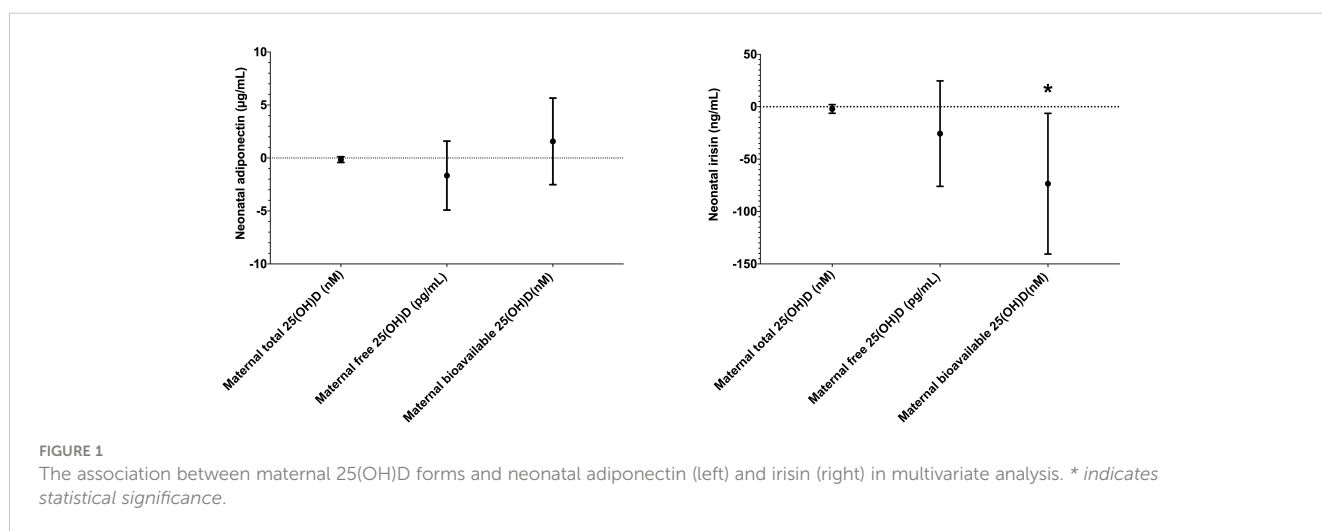 10
5
0
-5
-10
Neonatal adiponectin (µg/mL)
Maternal total 25(OH)D (nM)
Maternal free 25(OH)D (pg/mL)
Maternal bioavailable 25(OH)D(nM)
50
0
-50
-100
-150
Neonatal irisin (ng/mL)
*
Maternal total 25(OH)D (nM)
Maternal free 25(OH)D (pg/mL)
Maternal bioavailable 25(OH)D(nM)
FIGURE 1
The association between maternal 25(OH)D forms and neonatal adiponectin (left) and irisin (right) in multivariate analysis. * indicates
statistical significance.